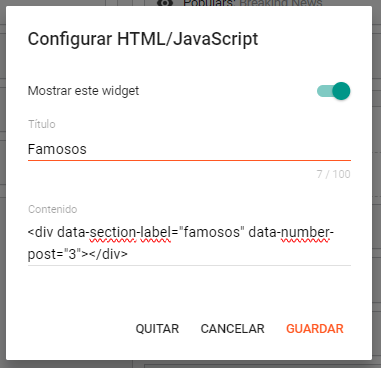 Populars: Breaking News
Configurar HTML/JavaScript
Mostrar este widget
Título
Famosos
7 / 100
Contenido
<div data-section-label="famosos" data-number-
post="3"></div>
QUITAR CANCELAR GUARDAR